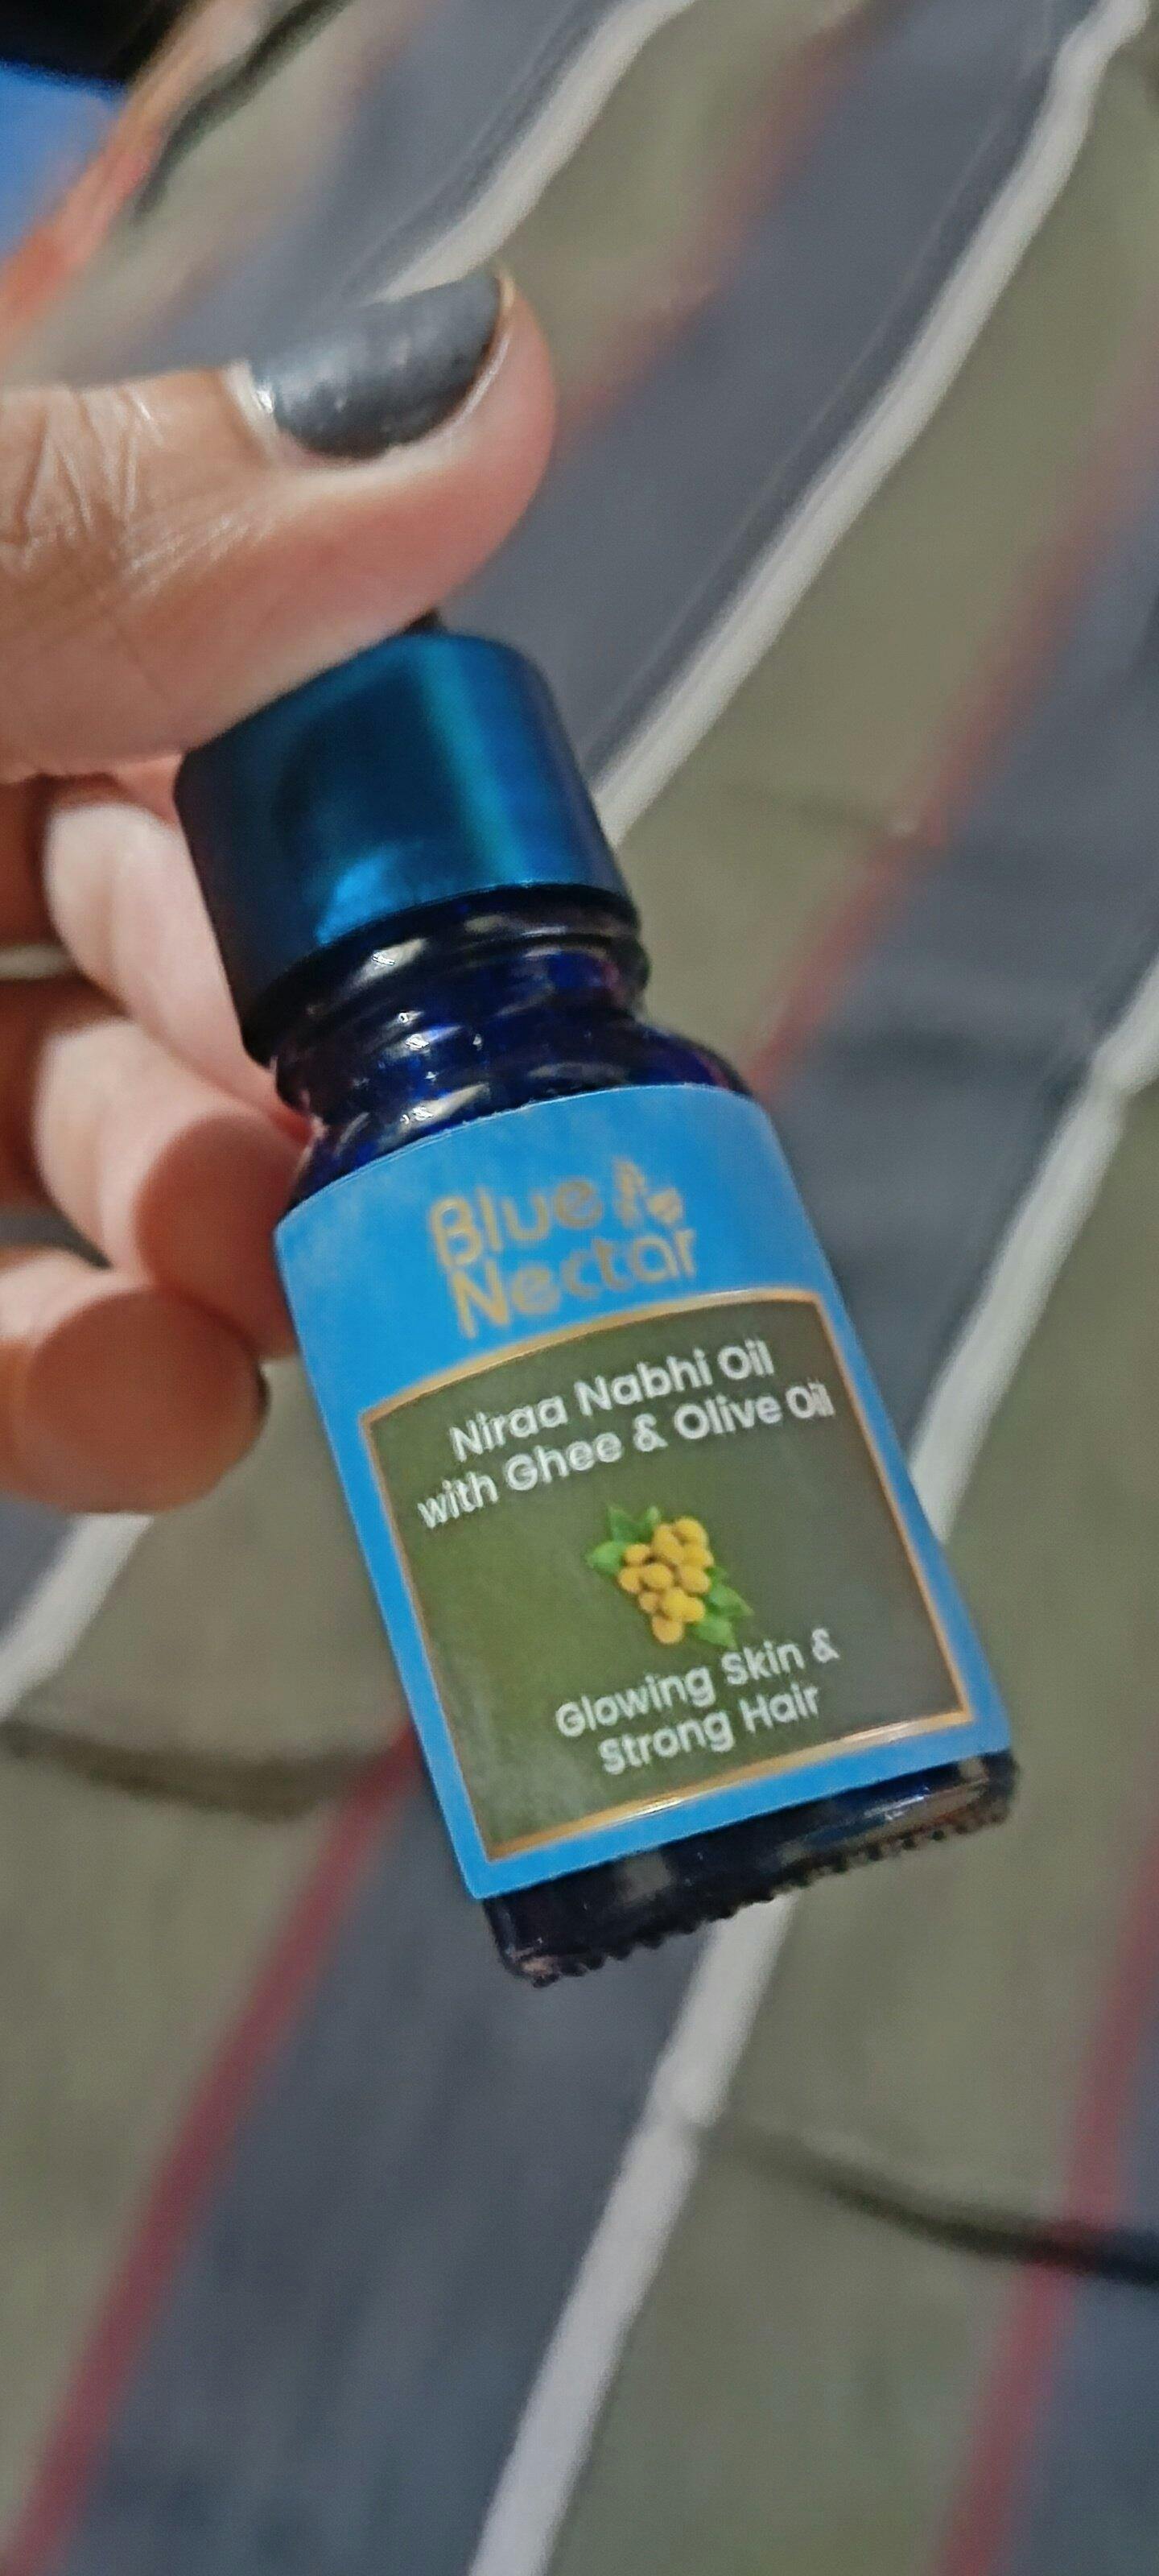 Blue
Nectar
Niraa Nabhi Oil
with Ghee & Olive Oil
Glowing Skin &
Strong Hair